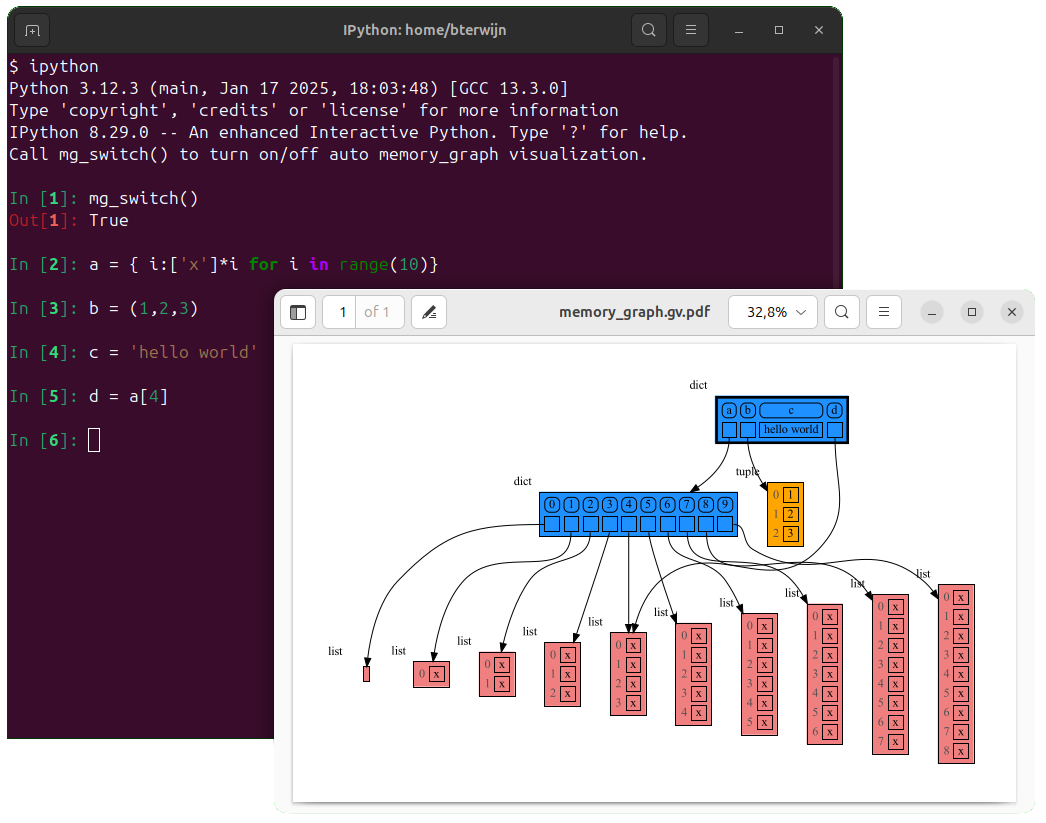 IPython: home/bterwijn
$ ipython
Python 3.12.3 (main, Jan 17 2025, 18:03:48) [GCC 13.3.0]
Type 'copyright', 'credits' or 'license' for more information
IPython 8.29.0 -- An enhanced Interactive Python. Type '?' for help.
Call mg_switch() to turn on/off auto memory_graph visualization.
In [1]: mg_switch()
Out[1]: True
In [2]: a = { i:['x']*i for i in range(10)}
In [3]: b = (1,2,3)
In [4]: c = 'hello world'
In [5]: d = a[4]
In [6]:
1 of 1
memory_graph.gv.pdf
32,8%
dict
a b c d
hello world
tuple
0 1
1 2
2 3
dict
0 1 2 3 4 5 6 7 8 9
list
list
0 x
list
0 x
1 x
list
0 x
1 x
2 x
list
0 x
1 x
2 x
3 x
list
0 x
1 x
2 x
3 x
4 x
list
0 x
1 x
2 x
3 x
4 x
5 x
list
0 x
1 x
2 x
3 x
4 x
5 x
6 x
list
0 x
1 x
2 x
3 x
4 x
5 x
6 x
7 x
list
0 x
1 x
2 x
3 x
4 x
5 x
6 x
7 x
8 x